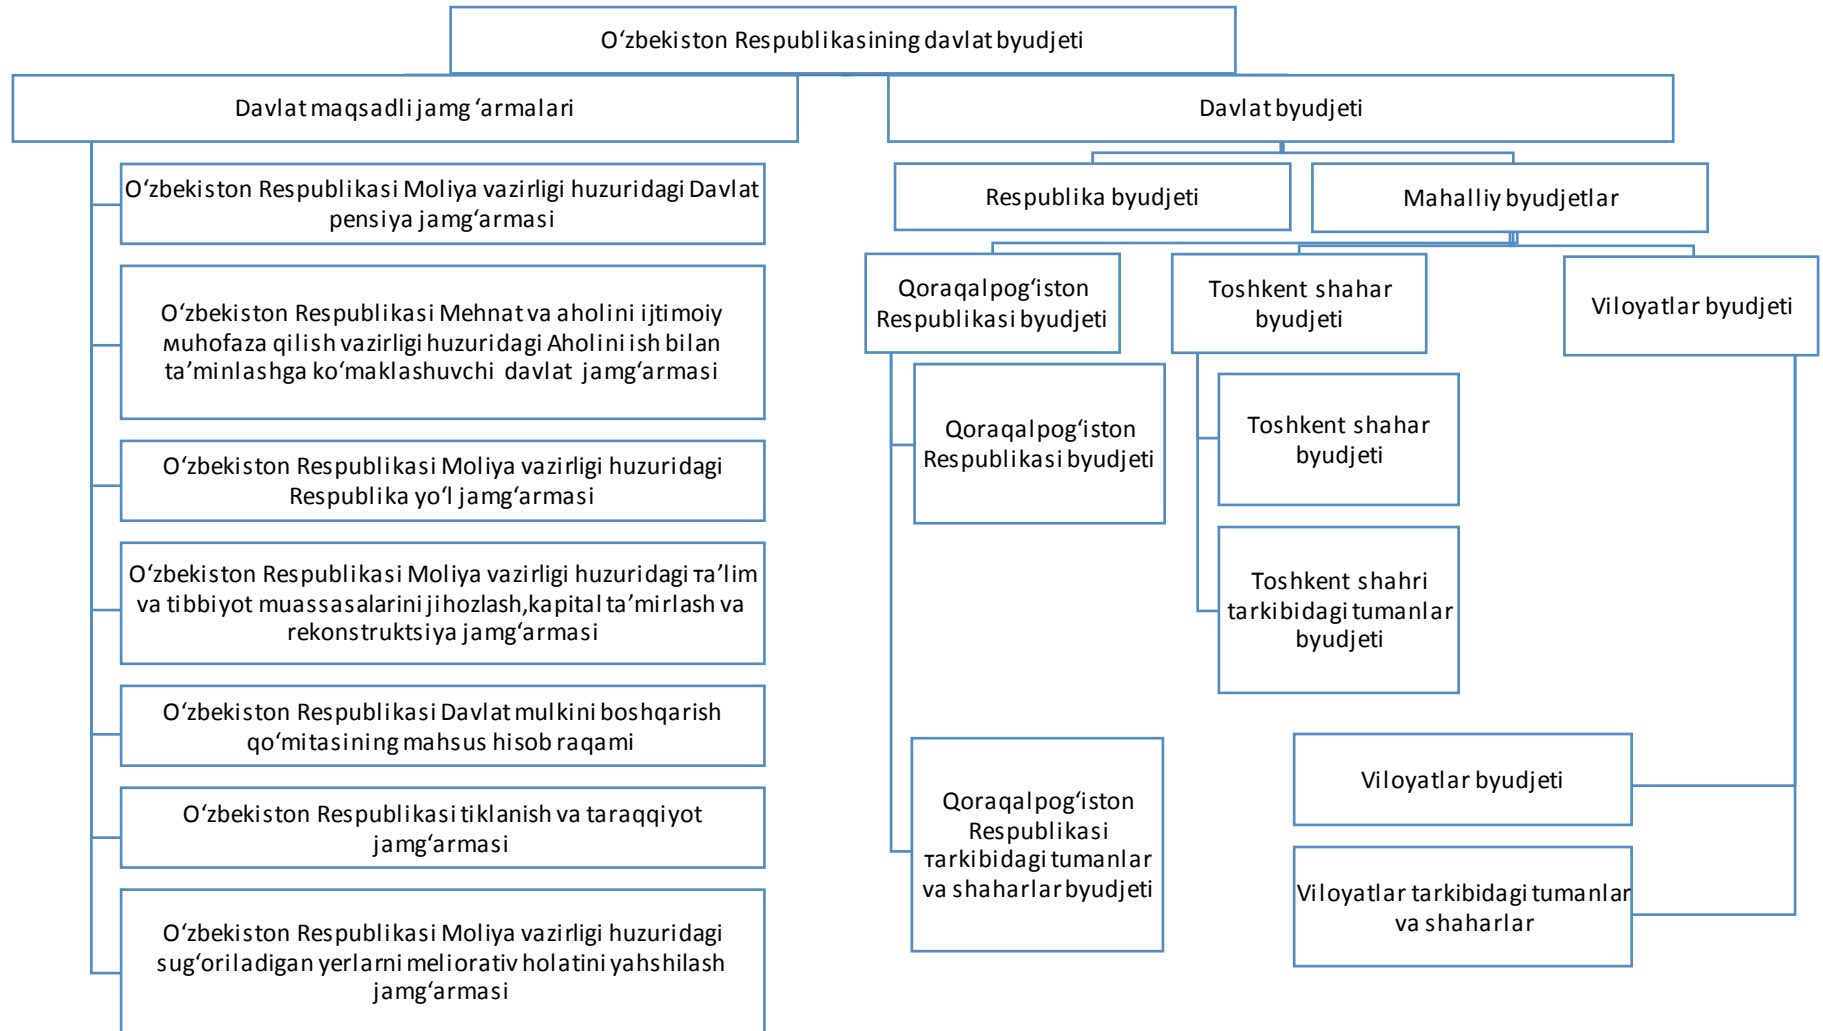 O‘zbekiston Respublikasining davlat byudjeti
Davlat maqsadli jamg‘armalari
Davlat byudjeti
O‘zbekiston Respublikasi Moliya vazirligi huzuridagi Davlat
pensiya jamg‘armasi
O‘zbekiston Respublikasi Mehnat va aholini ijtimoiy
мuhofaza qilish vazirligi huzuridagi Aholini ish bilan
ta’minlashga ko‘maklashuvchi davlat jamg‘armasi
O‘zbekiston Respublikasi Moliya vazirligi huzuridagi
Respublika yo‘l jamg‘armasi
O‘zbekiston Respublikasi Moliya vazirligi huzuridagi тa’lim
va tibbiyot muassasalarini jihozlash,kapital ta’mirlash va
rekonstruktsiya jamg‘armasi
O‘zbekiston Respublikasi Davlat mulkini boshqarish
qo‘mitasining mahsus hisob raqami
O‘zbekiston Respublikasi tiklanish va taraqqiyot
jamg‘armasi
O‘zbekiston Respublikasi Moliya vazirligi huzuridagi
sug‘oriladigan yerlarni meliorativ holatini yahshilash
jamg‘armasi
Respublika byudjeti
Mahalliy byudjetlar
Qoraqalpog‘iston
Respublikasi byudjeti
Toshkent shahar
byudjeti
Viloyatlar byudjeti
Qoraqalpog‘iston
Respublikasi byudjeti
Qoraqalpog‘iston
Respublikasi
тarkibidagi tumanlar
va shaharlar byudjeti
Toshkent shahar
byudjeti
Toshkent shahri
tarkibidagi tumanlar
byudjeti
Viloyatlar byudjeti
Viloyatlar tarkibidagi tumanlar
va shaharlar